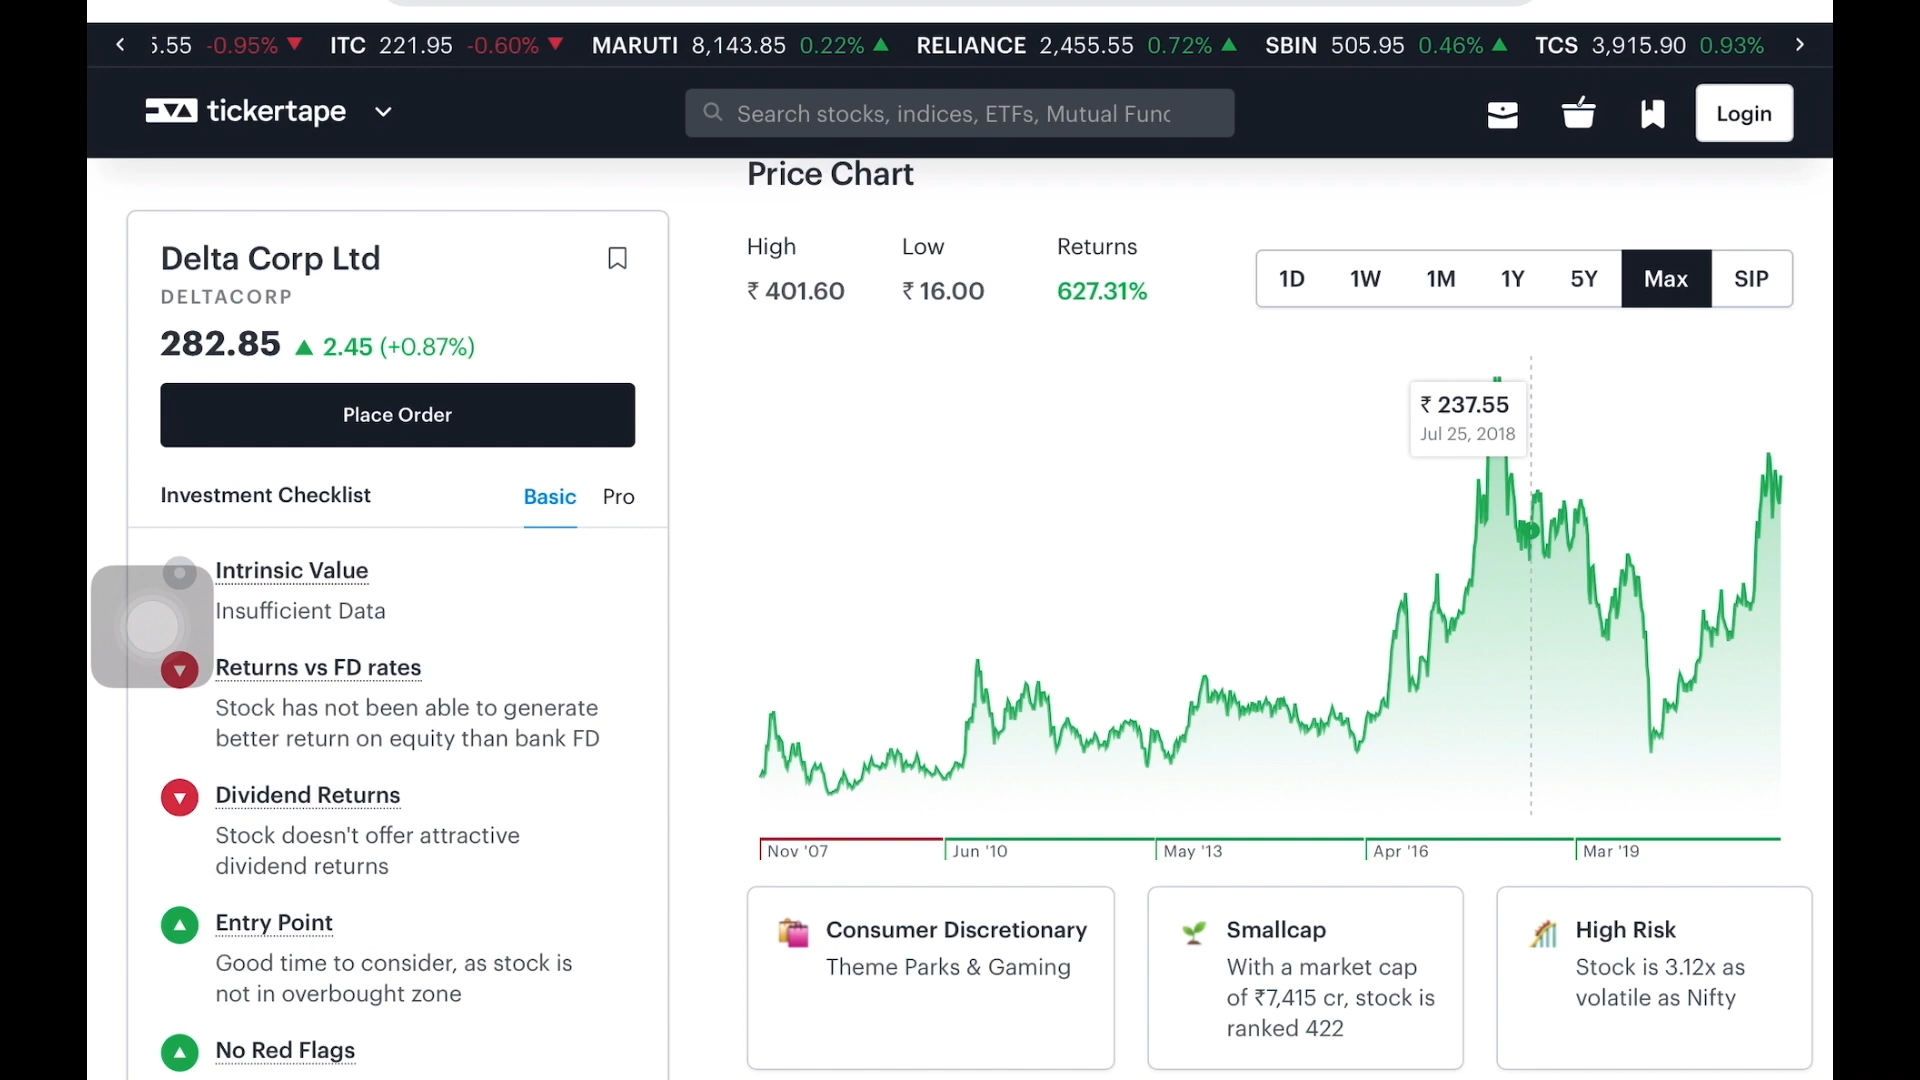 5.55 -0.95% ▼ ITC 221.95 -0.60% ▼ MARUTI 8,143.85 0.22% ▲ RELIANCE 2,455.55 0.72% ▲ SBIN 505.95 0.46% ▲ TCS 3,915.90 0.93%
tickertape
Search stocks, indices, ETFs, Mutual Func
Login
Delta Corp Ltd
DELTACORP
282.85 ▲ 2.45 (+0.87%)
Place Order
Investment Checklist Basic Pro
Intrinsic Value
Insufficient Data
Returns vs FD rates
Stock has not been able to generate
better return on equity than bank FD
Dividend Returns
Stock doesn't offer attractive
dividend returns
Entry Point
Good time to consider, as stock is
not in overbought zone
No Red Flags
Price Chart
High Low Returns
₹ 401.60 ₹ 16.00 627.31%
1D 1W 1M 1Y 5Y Max SIP
₹ 237.55
Jul 25, 2018
Nov '07 Jun '10 May '13 Apr '16 Mar '19
Consumer Discretionary
Theme Parks & Gaming
Smallcap
With a market cap
of ₹7,415 cr, stock is
ranked 422
High Risk
Stock is 3.12x as
volatile as Nifty